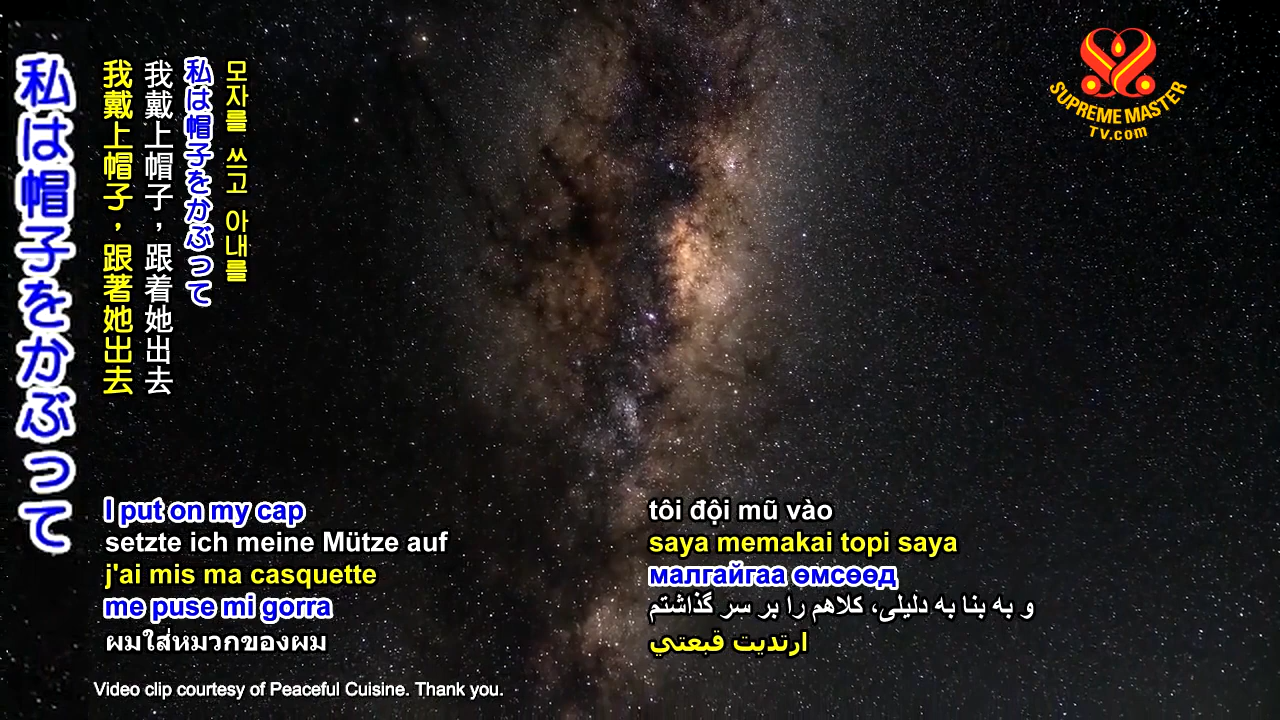 私は帽子をかぶって
我戴上帽子，跟著她出去
我戴上帽子，跟着她出去
私は帽子をかぶって
모자를 쓰고 아내를
SUPREME MASTER
TV.com
I put on my cap
setzte ich meine Mütze auf
j'ai mis ma casquette
me puse mi gorra
ผมใส่หมวกของผม
tôi đội mũ vào
saya memakai topi saya
малгайгаа өмсөөд
و به بنا به دلیلی، کلاهم را بر سر گذاشتم
ارتديت قبعتي
Video clip courtesy of Peaceful Cuisine. Thank you.